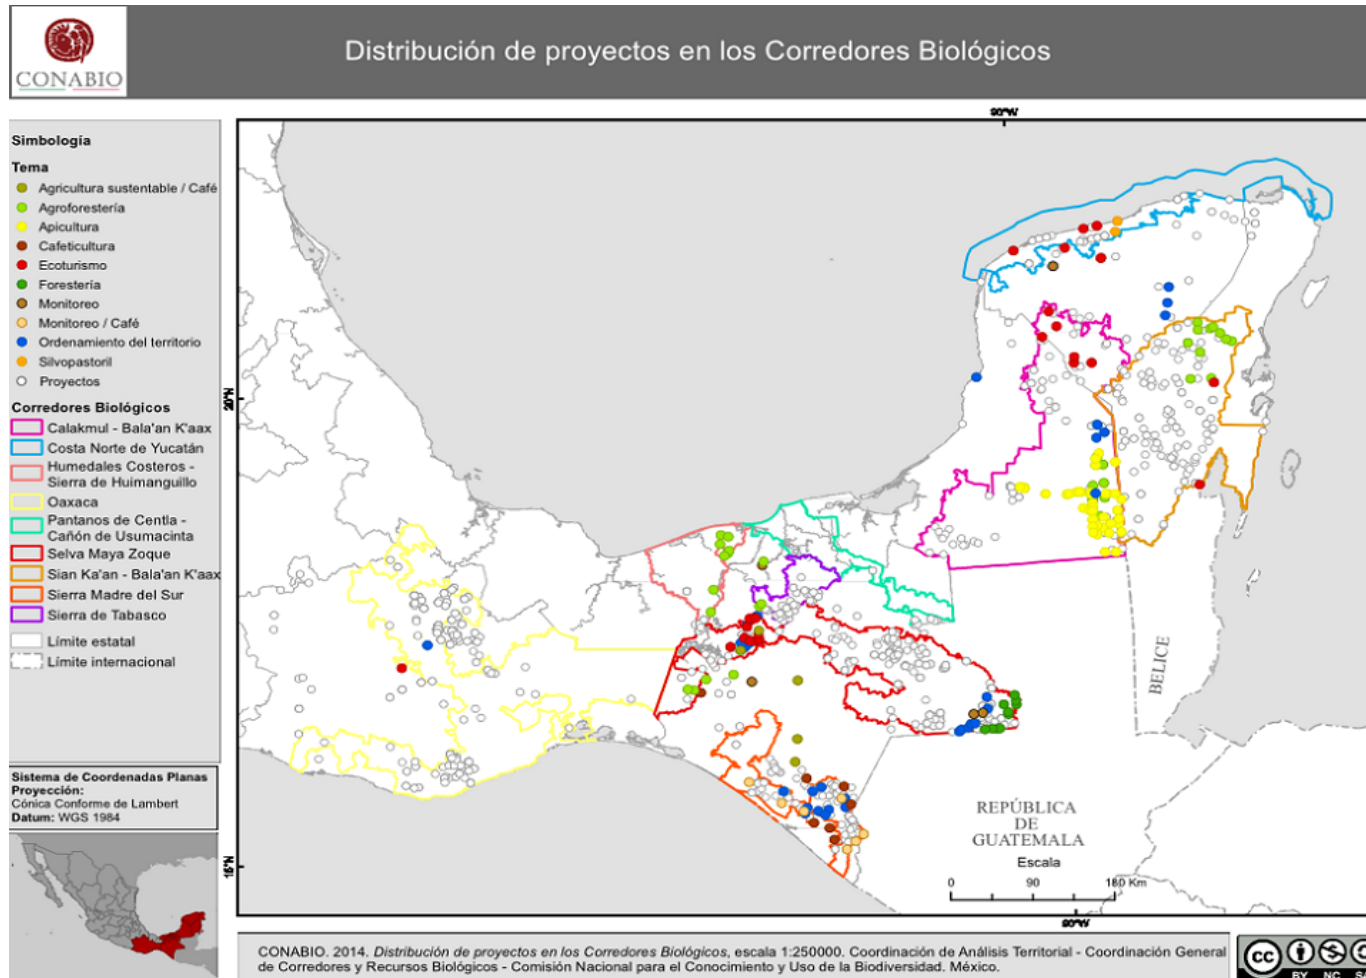 CONABIO
Distribución de proyectos en los Corredores Biológicos
Simbología
Tema
Agricultura sustentable / Café
Agroforestería
Apicultura
Cafeticultura
Ecoturismo
Forestería
Monitoreo
Monitoreo / Café
Ordenamiento del territorio
Silvopastoril
Proyectos
Corredores Biológicos
Calakmul - Bala'an K'aax
Costa Norte de Yucatán
Humedales Costeros -
Sierra de Huimanguillo
Oaxaca
Pantanos de Centla -
Cañón de Usumacinta
Selva Maya Zoque
Sian Ka'an - Bala'an K'aax
Sierra Madre del Sur
Sierra de Tabasco
Límite estatal
Límite internacional
Sistema de Coordenadas Planas
Proyección:
Cónica Conforme de Lambert
Datum: WGS 1984
90°W
20°N
15°N
BELICE
REPÚBLICA
DE
GUATEMALA
Escala
0 90 180 Km
90°W
CONABIO. 2014. Distribución de proyectos en los Corredores Biológicos, escala 1:250000. Coordinación de Análisis Territorial - Coordinación General
de Corredores y Recursos Biológicos - Comisión Nacional para el Conocimiento y Uso de la Biodiversidad. México.
cc
BY NC